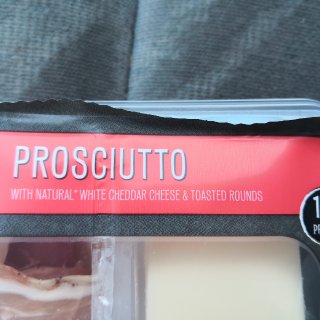 PROSCIUTTO
WITH NATURAL* WHITE CHEDDAR CHEESE & TOASTED ROUNDS